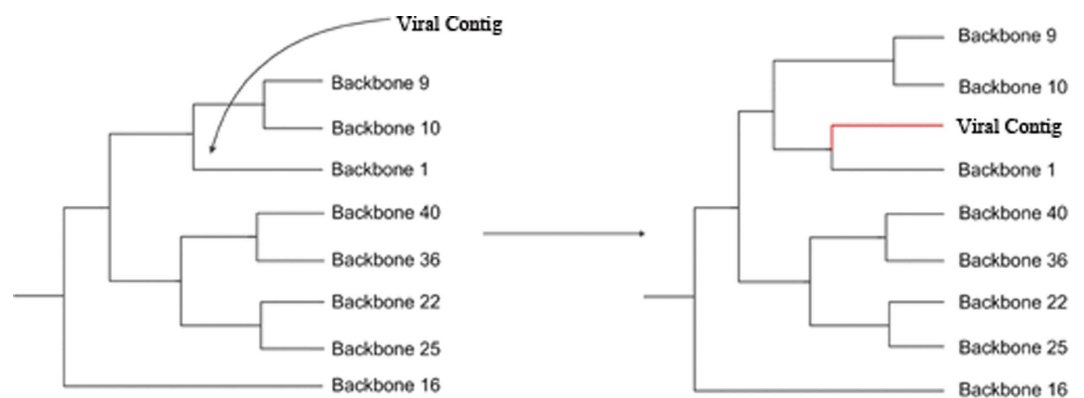 Viral Contig
Backbone 9
Backbone 10
Backbone 1
Backbone 40
Backbone 36
Backbone 22
Backbone 25
Backbone 16
Backbone 9
Backbone 10
Viral Contig
Backbone 1
Backbone 40
Backbone 36
Backbone 22
Backbone 25
Backbone 16